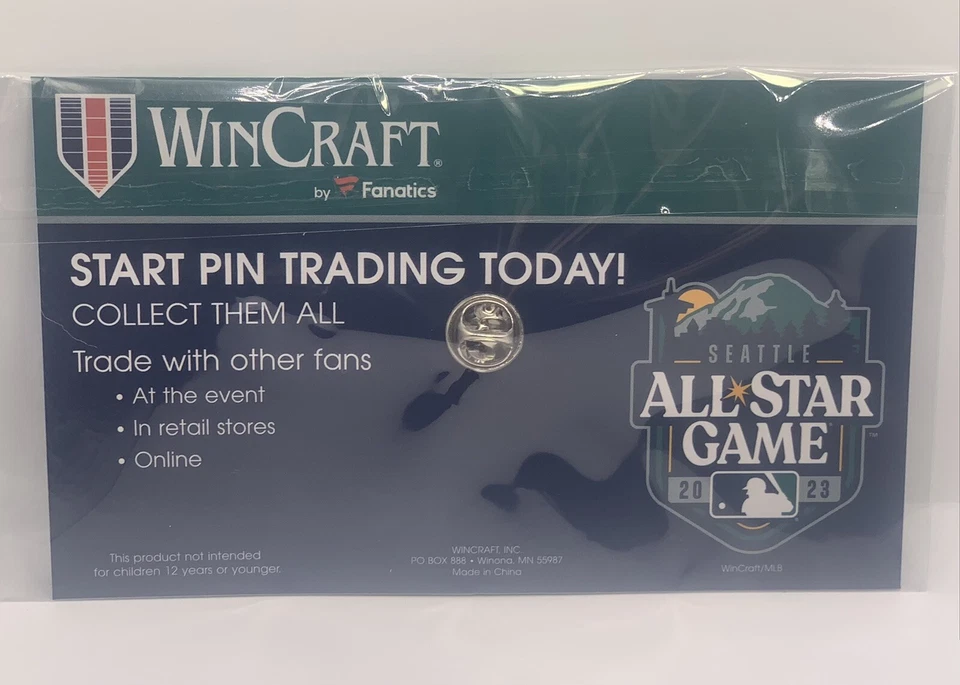 WINCRAFT®
by Fanatics
START PIN TRADING TODAY!
COLLECT THEM ALL
Trade with other fans
• At the event
• In retail stores
• Online
This product not intended
for children 12 years or younger.
WINCRAFT, INC
PO BOX 888 • Winona, MN 55987
Made in China
SEATTLE
ALL STAR
GAME
™
20 23
WinCraft/MLB